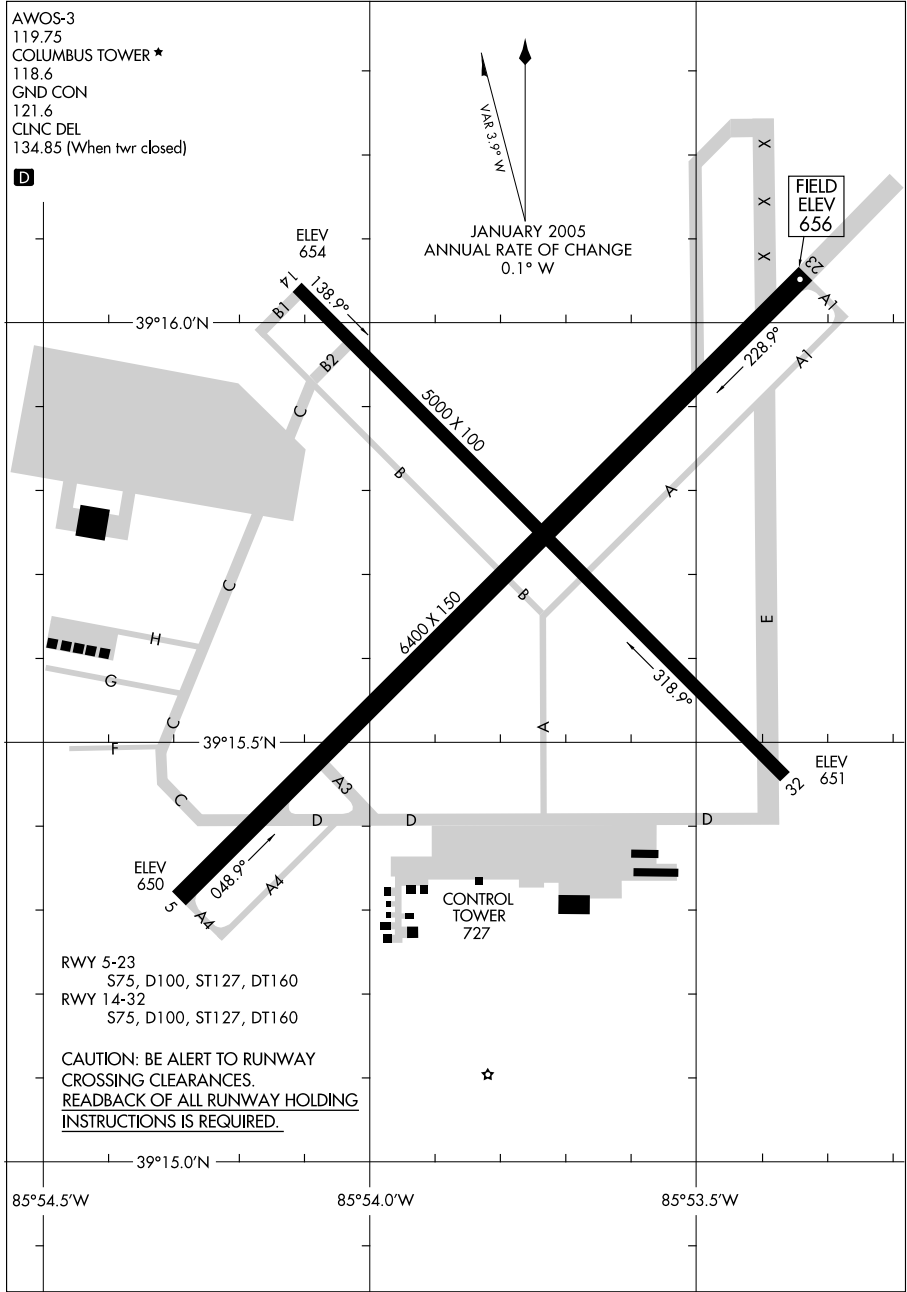 AWOS-3
119.75
COLUMBUS TOWER ★
118.6
GND CON
121.6
CLNC DEL
134.85 (When twr closed)
D
VAR 3.9° W
JANUARY 2005
ANNUAL RATE OF CHANGE
0.1° W
FIELD
ELEV
656
X
X
X
ELEV
654
14
138.9°
23
A1
B1
39°16.0'N
B2
228.9°
A1
C
5000 X 100
B
A
C
B
6400 X 150
E
H
G
318.9°
C
F
39°15.5'N
A
ELEV
651
32
A3
C
D
D
D
ELEV
650
048.9°
A4
5
A4
CONTROL
TOWER
727
RWY 5-23
S75, D100, ST127, DT160
RWY 14-32
S75, D100, ST127, DT160
CAUTION: BE ALERT TO RUNWAY
CROSSING CLEARANCES.
READBACK OF ALL RUNWAY HOLDING
INSTRUCTIONS IS REQUIRED.
39°15.0'N
85°54.5'W
85°54.0'W
85°53.5'W